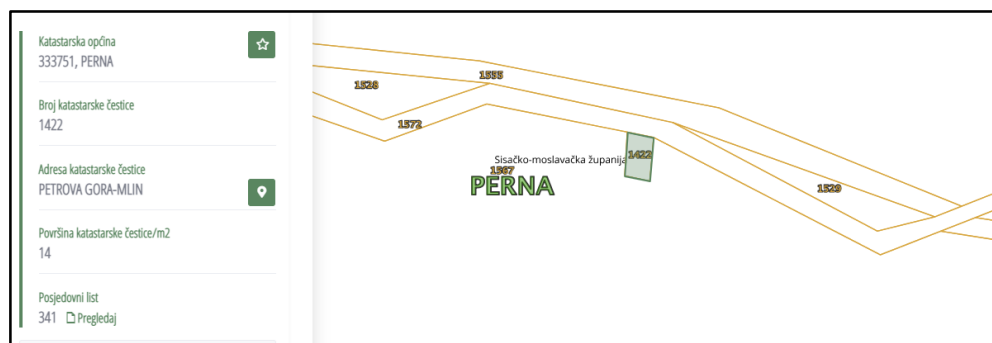 Katastarska općina
333751, PERNA
Broj katastarske čestice
1422
Adresa katastarske čestice
PETROVA GORA-MLIN
Površina katastarske čestice/m2
14
Posjedovni list
341 Pregledaj
1555
1528
1572
Sisačko-moslavačka županija
1422
1567
PERNA
1529